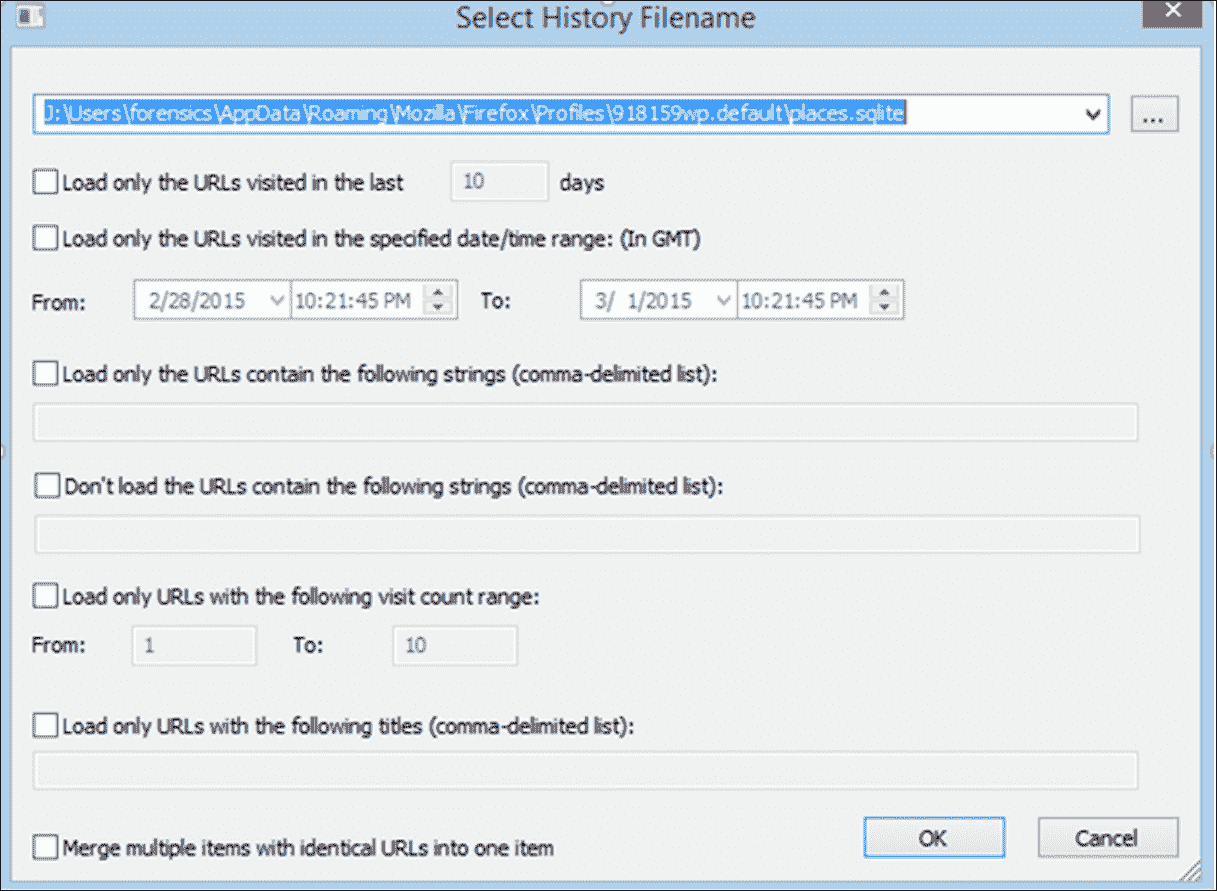 Select History Filename
J:\Users\forensics\AppData\Roaming\Mozilla\Firefox\Profiles\918159wp.default\places.sqlite
...
Load only the URLs visited in the last 10 days
Load only the URLs visited in the specified date/time range: (In GMT)
From: 2/28/2015 10:21:45 PM To: 3/ 1/2015 10:21:45 PM
Load only the URLs contain the following strings (comma-delimited list):
Don't load the URLs contain the following strings (comma-delimited list):
Load only URLs with the following visit count range:
From: 1 To: 10
Load only URLs with the following titles (comma-delimited list):
Merge multiple items with identical URLs into one item
OK Cancel